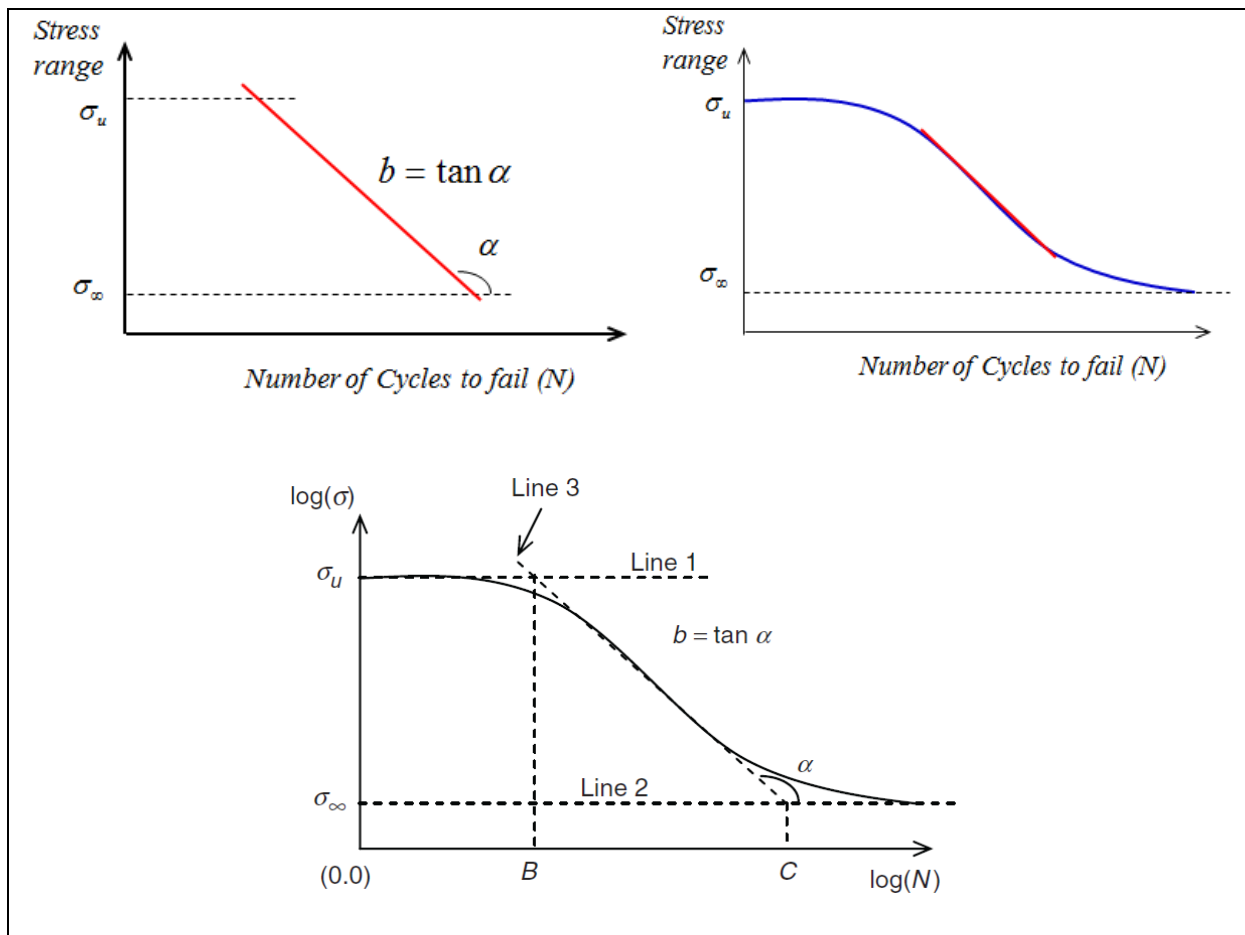 Stress
range
σu
b = tan α
α
σ∞
Number of Cycles to fail (N)
Stress
range
σu
σ∞
Number of Cycles to fail (N)
log(σ)
Line 3
σu
Line 1
b = tan α
α
Line 2
σ∞
(0.0)
B
C
log(N)